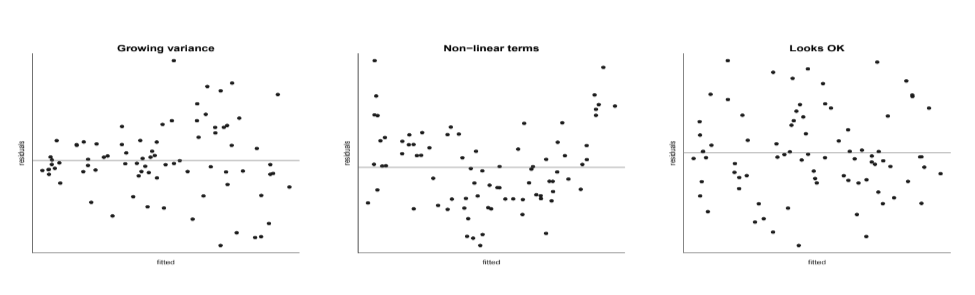 Growing variance
residuals
fitted
Non−linear terms
residuals
fitted
Looks OK
residuals
fitted